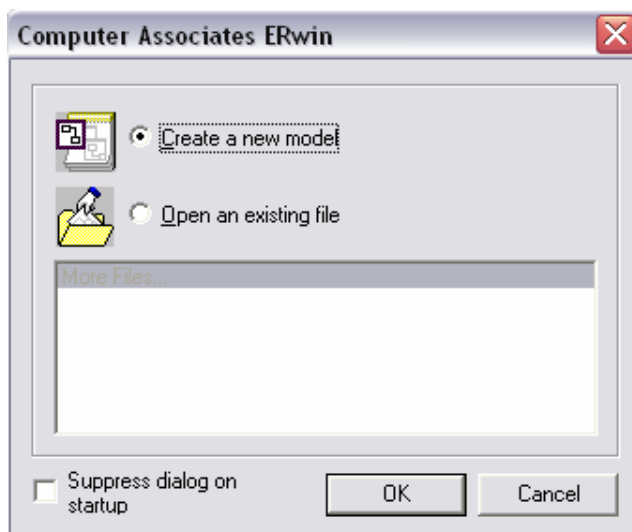 Computer Associates ERwin
Create a new model
Open an existing file
More Files...
Suppress dialog on
startup
OK
Cancel